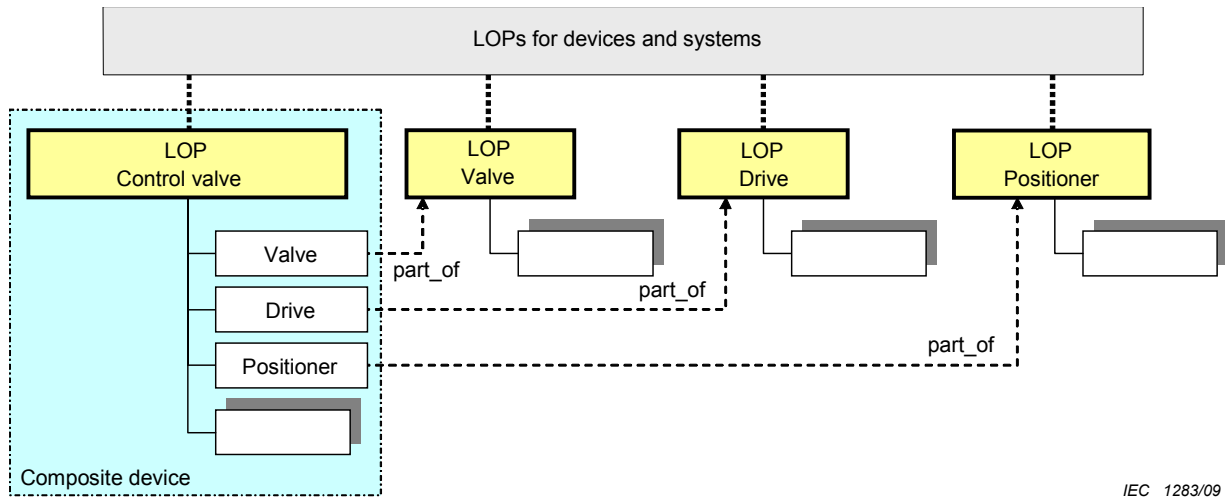 LOPs for devices and systems
LOP
Control valve
LOP
Valve
LOP
Drive
LOP
Positioner
Valve
part_of
Drive
part_of
Positioner
part_of
Composite device
IEC 1283/09